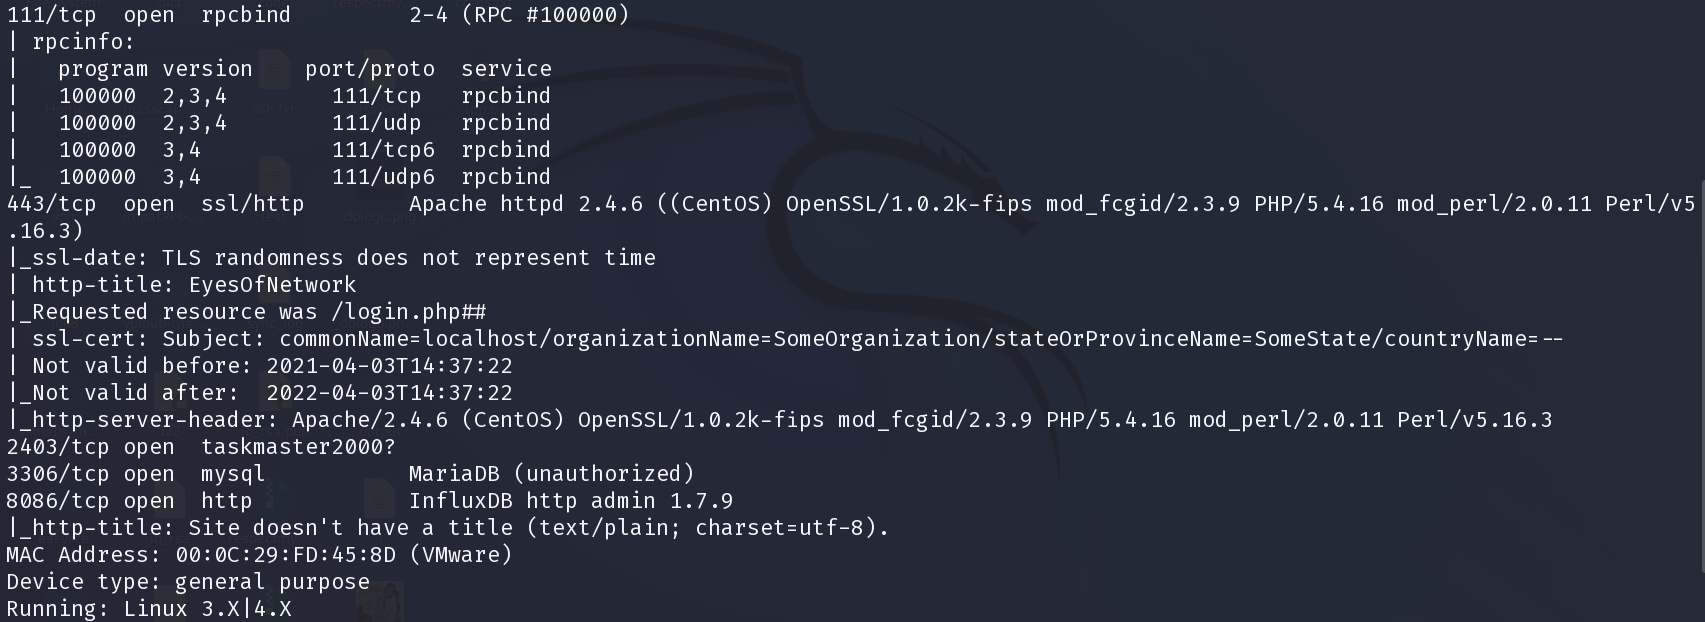 111/tcp  open  rpcbind         2-4 (RPC #100000)
| rpcinfo:
|   program version    port/proto  service
|   100000  2,3,4        111/tcp   rpcbind
|   100000  2,3,4        111/udp   rpcbind
|   100000  3,4          111/tcp6  rpcbind
|_  100000  3,4          111/udp6  rpcbind
443/tcp  open  ssl/http        Apache httpd 2.4.6 ((CentOS) OpenSSL/1.0.2k-fips mod_fcgid/2.3.9 PHP/5.4.16 mod_perl/2.0.11 Perl/v5
.16.3)
|_ssl-date: TLS randomness does not represent time
| http-title: EyesOfNetwork
|_Requested resource was /login.php##
| ssl-cert: Subject: commonName=localhost/organizationName=SomeOrganization/stateOrProvinceName=SomeState/countryName=--
| Not valid before: 2021-04-03T14:37:22
|_Not valid after:  2022-04-03T14:37:22
|_http-server-header: Apache/2.4.6 (CentOS) OpenSSL/1.0.2k-fips mod_fcgid/2.3.9 PHP/5.4.16 mod_perl/2.0.11 Perl/v5.16.3
2403/tcp open  taskmaster2000?
3306/tcp open  mysql           MariaDB (unauthorized)
8086/tcp open  http            InfluxDB http admin 1.7.9
|_http-title: Site doesn't have a title (text/plain; charset=utf-8).
MAC Address: 00:0C:29:FD:45:8D (VMware)
Device type: general purpose
Running: Linux 3.X|4.X